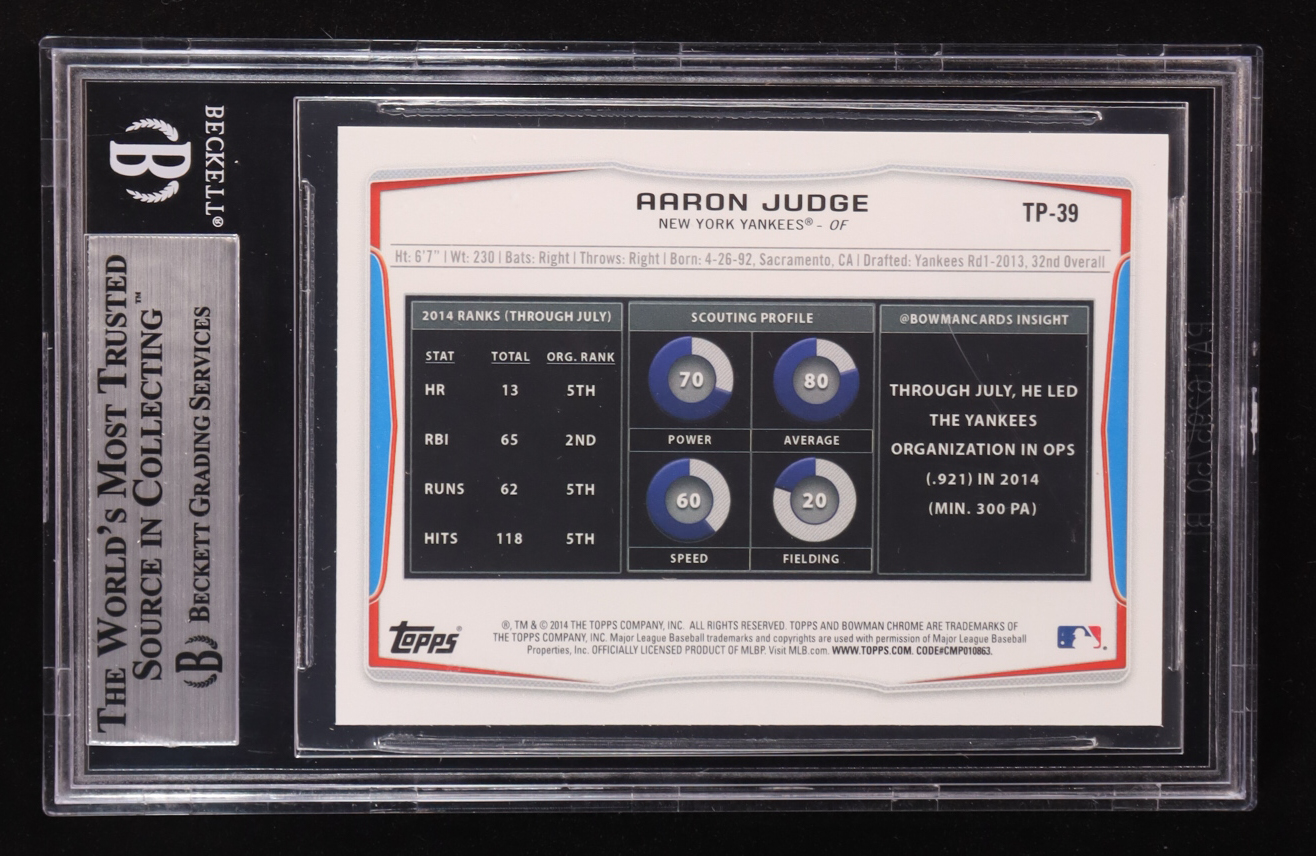 BECKETT®
B
THE WORLD'S MOST TRUSTED
SOURCE IN COLLECTING™
B BECKETT GRADING SERVICES
AARON JUDGE
NEW YORK YANKEES® - OF
TP-39
Ht: 6'7" | Wt: 230 | Bats: Right | Throws: Right | Born: 4-26-92, Sacramento, CA | Drafted: Yankees Rd1-2013, 32nd Overall
2014 RANKS (THROUGH JULY)
STAT TOTAL ORG. RANK
HR 13 5TH
RBI 65 2ND
RUNS 62 5TH
HITS 118 5TH
SCOUTING PROFILE
70 80
POWER AVERAGE
60 20
SPEED FIELDING
@BOWMANCARDS INSIGHT
THROUGH JULY, HE LED
THE YANKEES
ORGANIZATION IN OPS
(.921) IN 2014
(MIN. 300 PA)
Topps®
®, TM & © 2014 THE TOPPS COMPANY, INC. ALL RIGHTS RESERVED. TOPPS AND BOWMAN CHROME ARE TRADEMARKS OF
THE TOPPS COMPANY, INC. Major League Baseball trademarks and copyrights are used with permission of Major League Baseball
Properties, Inc. OFFICIALLY LICENSED PRODUCT OF MLBP. Visit MLB.com. WWW.TOPPS.COM. CODE#CMP010863.